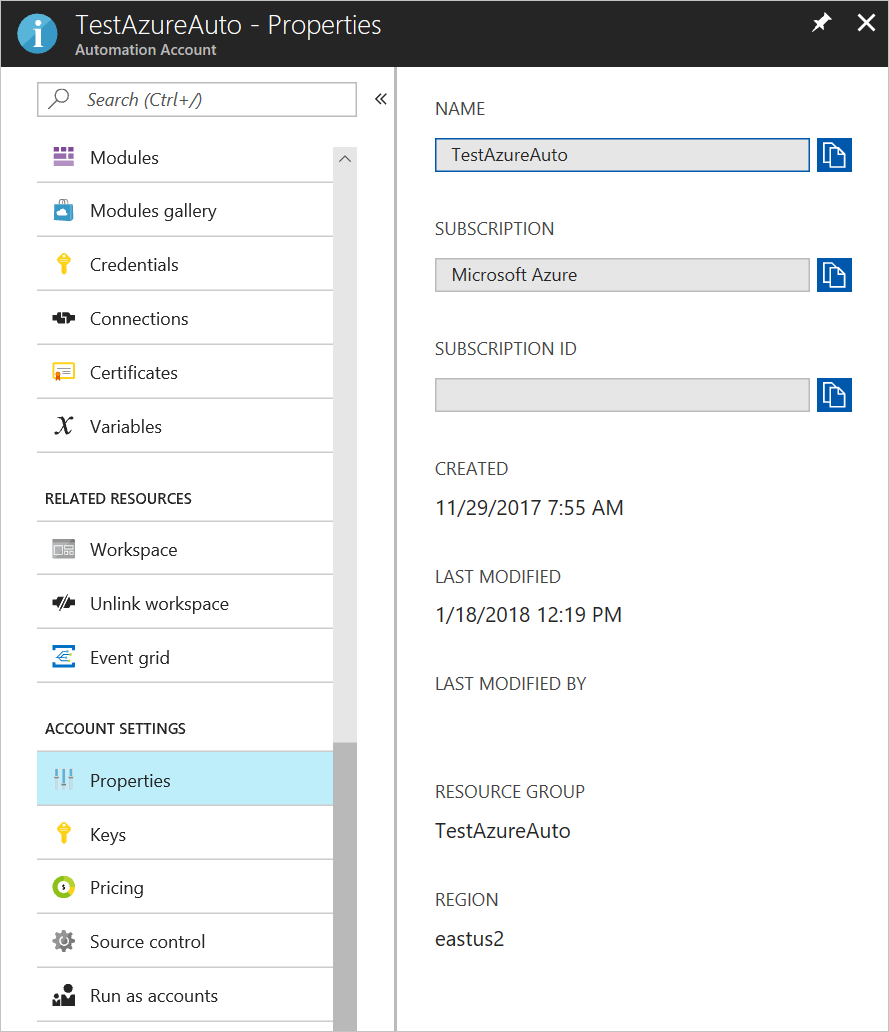 TestAzureAuto - Properties
Automation Account
Search (Ctrl+/)
«
Modules
Modules gallery
Credentials
Connections
Certificates
Variables
RELATED RESOURCES
Workspace
Unlink workspace
Event grid
ACCOUNT SETTINGS
Properties
Keys
Pricing
Source control
Run as accounts
NAME
TestAzureAuto
SUBSCRIPTION
Microsoft Azure
SUBSCRIPTION ID
CREATED
11/29/2017 7:55 AM
LAST MODIFIED
1/18/2018 12:19 PM
LAST MODIFIED BY
RESOURCE GROUP
TestAzureAuto
REGION
eastus2